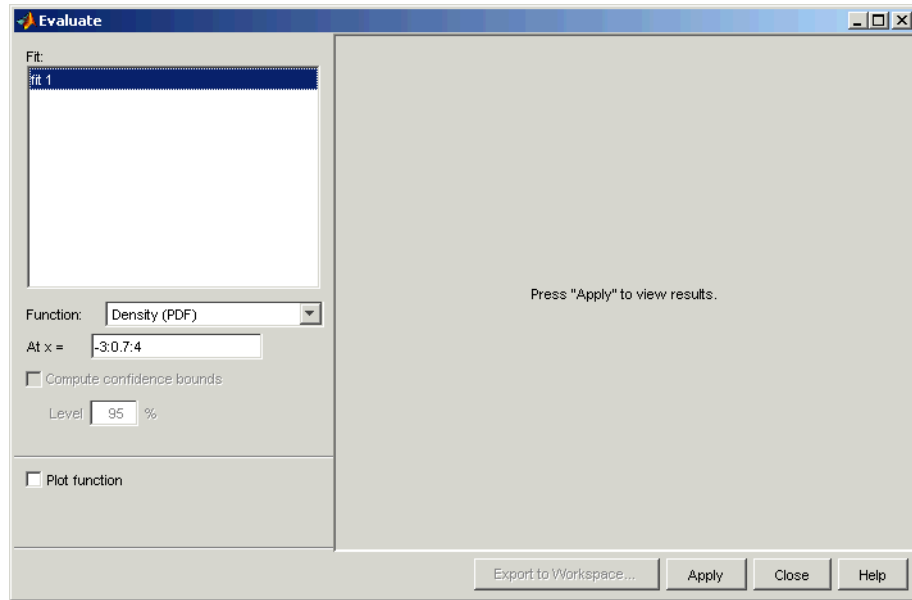 Evaluate
Fit:
fit 1
Function: Density (PDF)
At x = -3:0.7:4
Compute confidence bounds
Level 95 %
Plot function
Press "Apply" to view results.
Export to Workspace... Apply Close Help